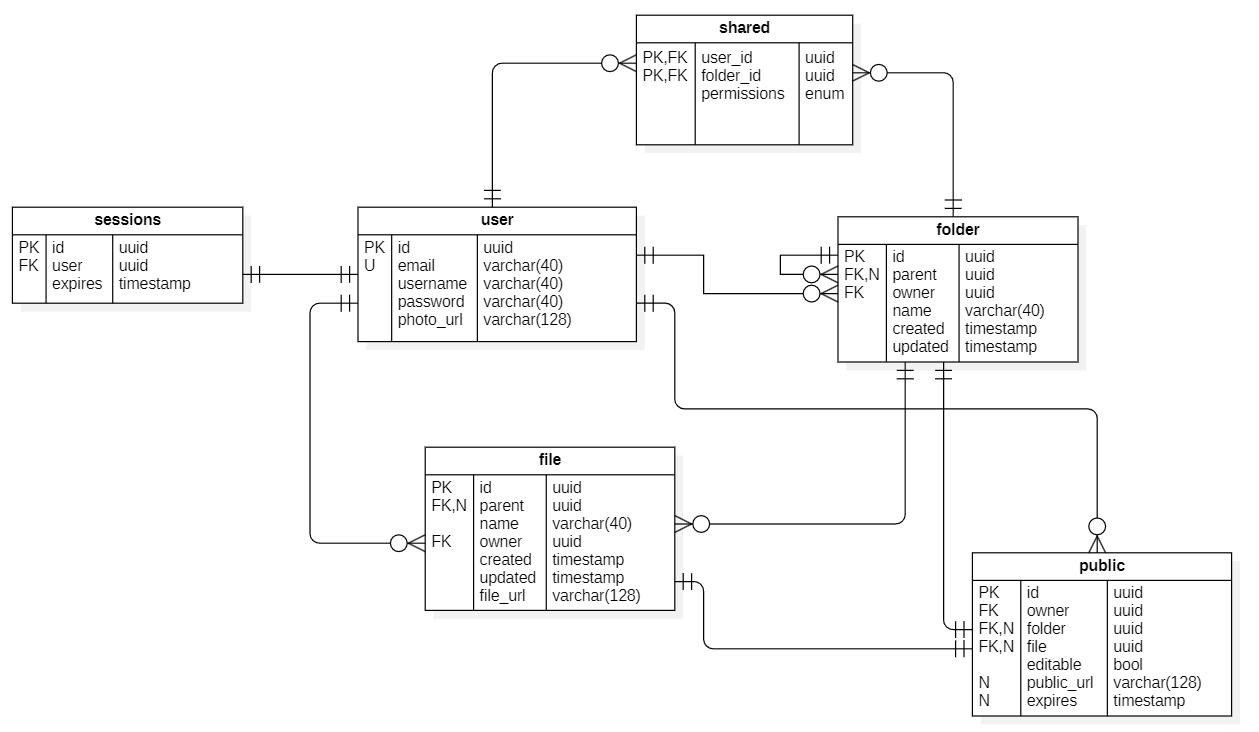 shared
PK,FK user_id uuid
PK,FK folder_id uuid
permissions enum
sessions
PK id uuid
FK user uuid
expires timestamp
user
PK id uuid
U email varchar(40)
username varchar(40)
password varchar(40)
photo_url varchar(128)
folder
PK id uuid
FK,N parent uuid
FK owner uuid
name varchar(40)
created timestamp
updated timestamp
file
PK id uuid
FK,N parent uuid
name varchar(40)
FK owner uuid
created timestamp
updated timestamp
file_url varchar(128)
public
PK id uuid
FK owner uuid
FK,N folder uuid
FK,N file uuid
editable bool
N public_url varchar(128)
N expires timestamp